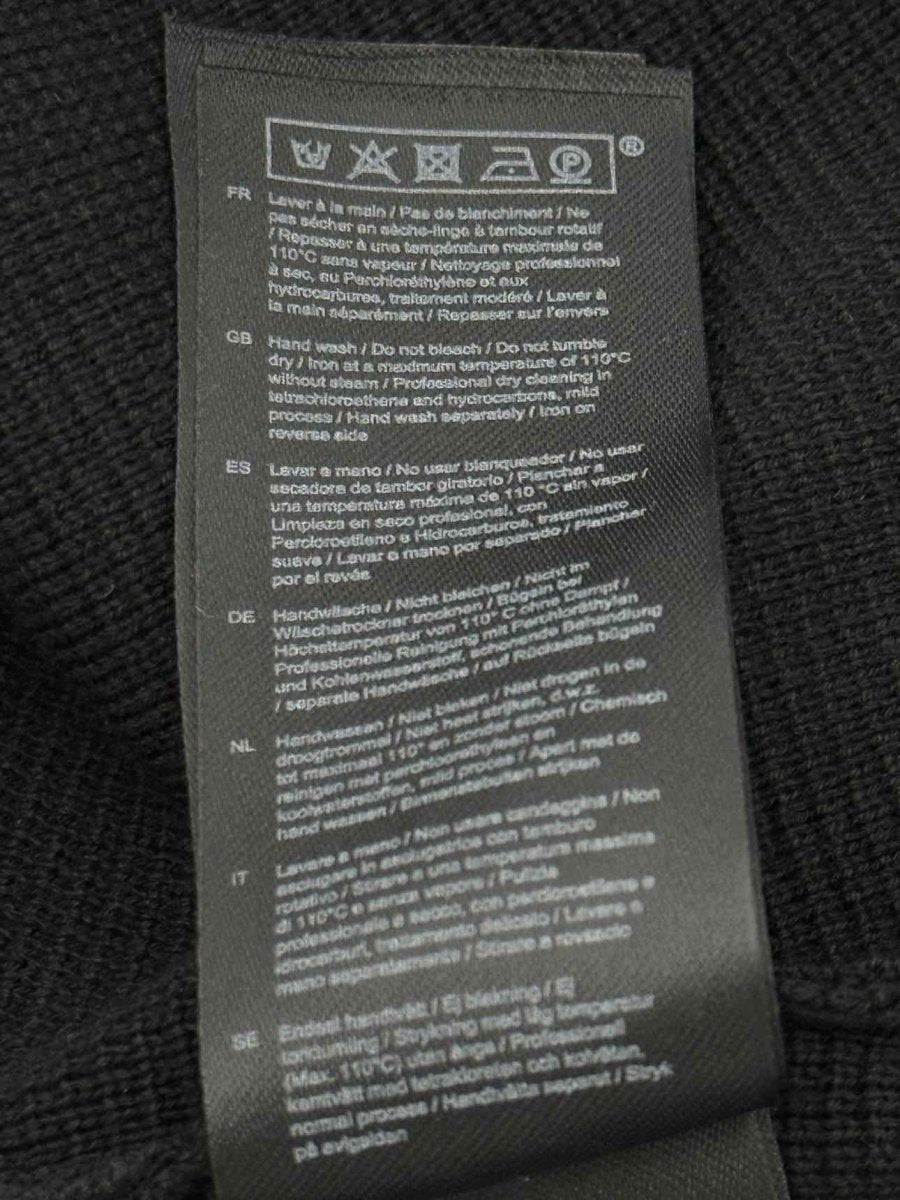 ®
FR Laver à la main / Pas de blanchiment / Ne
pas sécher en sèche-linge à tambour rotatif
/ Repasser à une température maximale de
110°C sans vapeur / Nettoyage professionnel
à sec, au Perchloréthylène et aux
hydrocarbures, traitement modéré / Laver à
la main séparément / Repasser sur l'envers
GB Hand wash / Do not bleach / Do not tumble
dry / Iron at a maximum temperature of 110°C
without steam / Professional dry cleaning in
tetrachloroethene and hydrocarbons, mild
process / Hand wash separately / Iron on
reverse side
ES Lavar a mano / No usar blanqueador / No usar
secadora de tambor giratorio / Planchar a
una temperatura máxima de 110 °C sin vapor /
Limpieza en seco profesional, con
Percloroetileno e Hidrocarburos, tratamiento
suave / Lavar a mano por separado / Planchar
por el revés
DE Handwäsche / Nicht bleichen / Nicht im
Wäschetrockner trocknen / Bügeln bei
Höchsttemperatur von 110° C ohne Dampf /
Professionelle Reinigung mit Perchlorethylen
und Kohlenwasserstoff, schonende Behandlung
/ separate Handwäsche / auf Rückseite bügeln
NL Handwassen / Niet bleken / Niet drogen in de
droogtrommel / Niet heet strijken, d.w.z.
tot maximaal 110° en zonder stoom / Chemisch
reinigen met perchloorethyleen en
koolwaterstoffen, mild proces / Apart met de
hand wassen / Binnenstebuiten strijken
IT Lavare a mano / Non usare candeggina / Non
asciugare in asciugatrice con tamburo
rotativo / Stirare a una temperatura massima
di 110°C e senza vapore / Pulizia
professionale a secco, con percloroetilene e
idrocarburi, trattamento delicato / Lavare a
mano separatamente / Stirare a rovescio
SE Endast handtvätt / Ej blekning / Ej
tumling / Strykning med låg temperatur
(Max. 110°C) utan ånga / Professionell
kemtvätt med tetrakloreten och kolväten,
normal process / Handtvätta separat / Stryk
på avigsidan